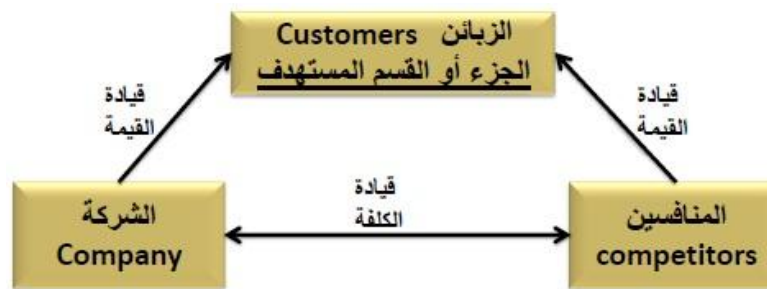 الزبائن Customers
الجزء أو القسم المستهدف
قيادة
القيمة
قيادة
القيمة
قيادة
الكلفة
الشركة
Company
المنافسين
competitors